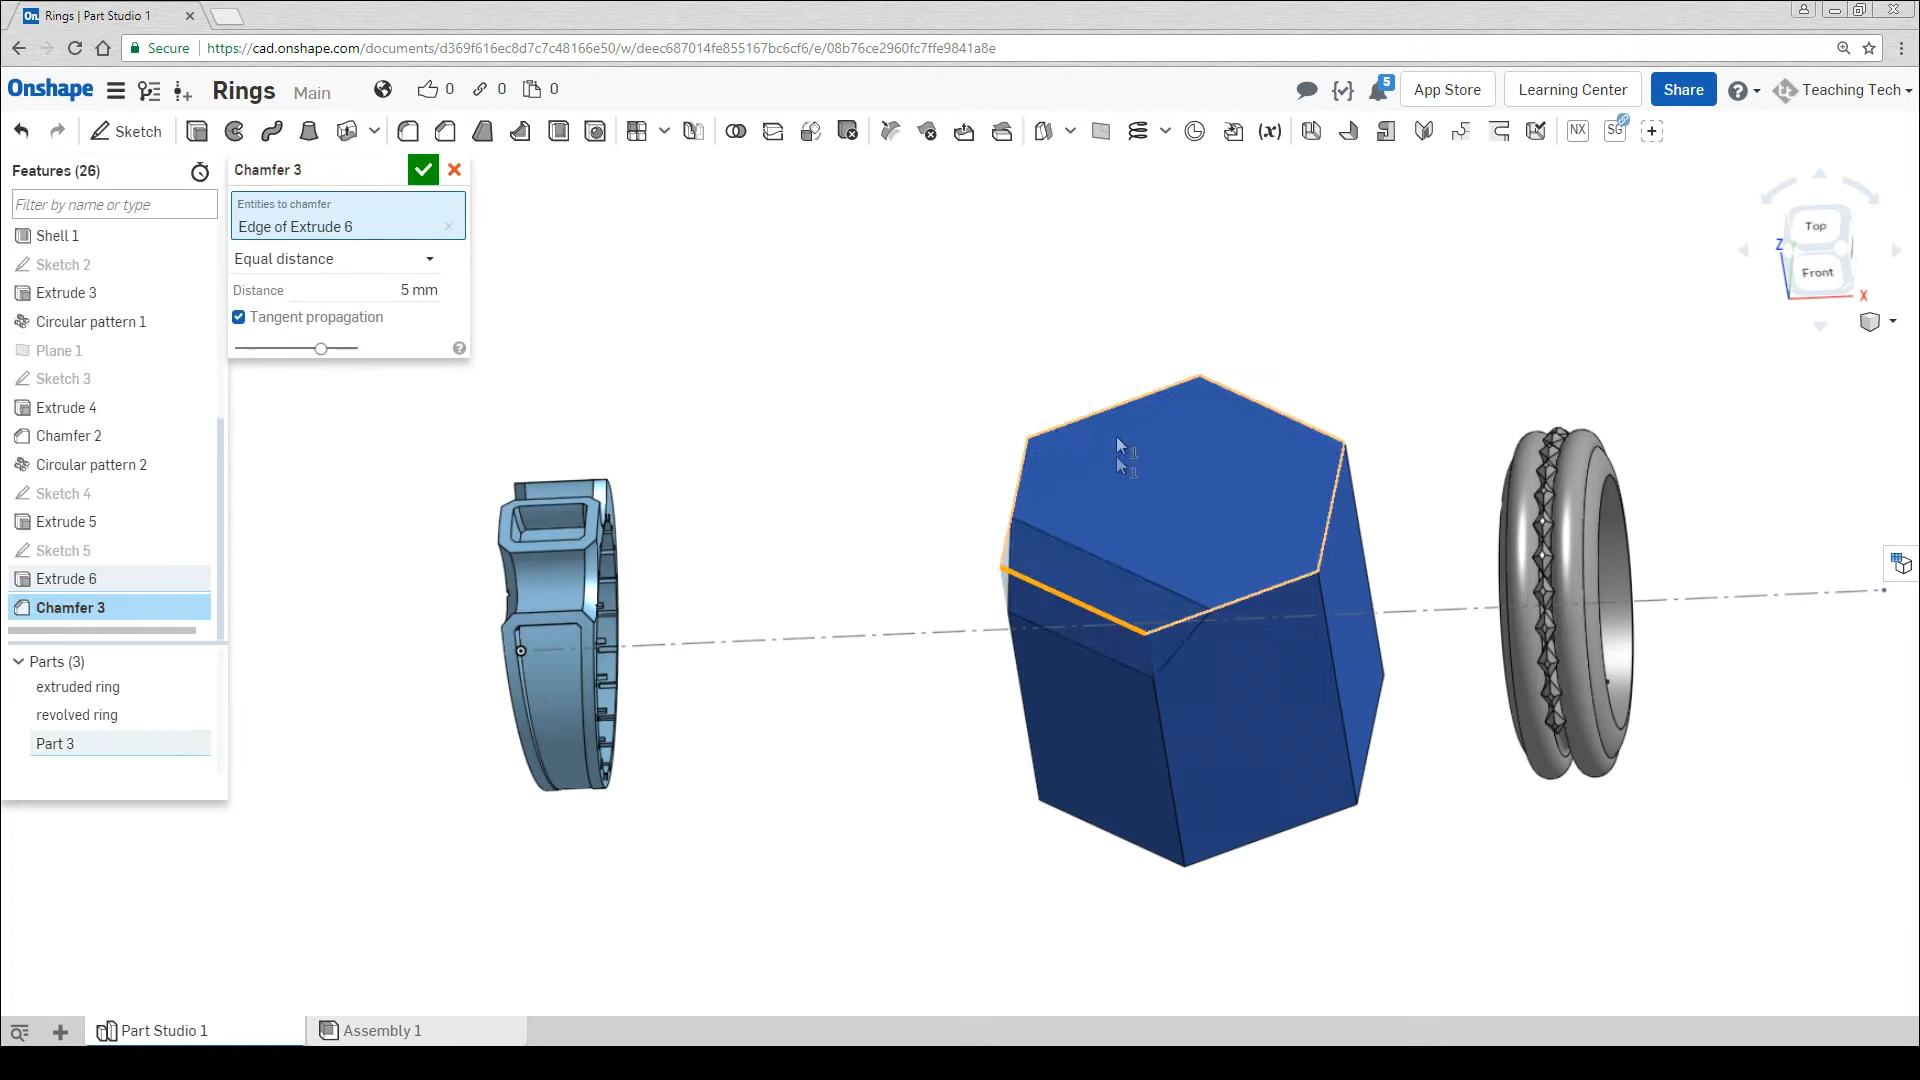 Rings | Part Studio 1
Secure
https://cad.onshape.com/documents/d369f616ec8d7c7c48166e50/w/deec687014fe855167bc6cf6/e/08b76ce2960fc7ffe9841a8e
Onshape
Rings
Main
0
0
0
5
App Store
Learning Center
Share
Teaching Tech
Sketch
(x)
NX
SG
Features (26)
Filter by name or type
Shell 1
Sketch 2
Extrude 3
Circular pattern 1
Plane 1
Sketch 3
Extrude 4
Chamfer 2
Circular pattern 2
Sketch 4
Extrude 5
Sketch 5
Extrude 6
Chamfer 3
Parts (3)
extruded ring
revolved ring
Part 3
Chamfer 3
Entities to chamfer
Edge of Extrude 6
Equal distance
Distance
5 mm
Tangent propagation
1
1
Top
Front
Z
X
Part Studio 1
Assembly 1